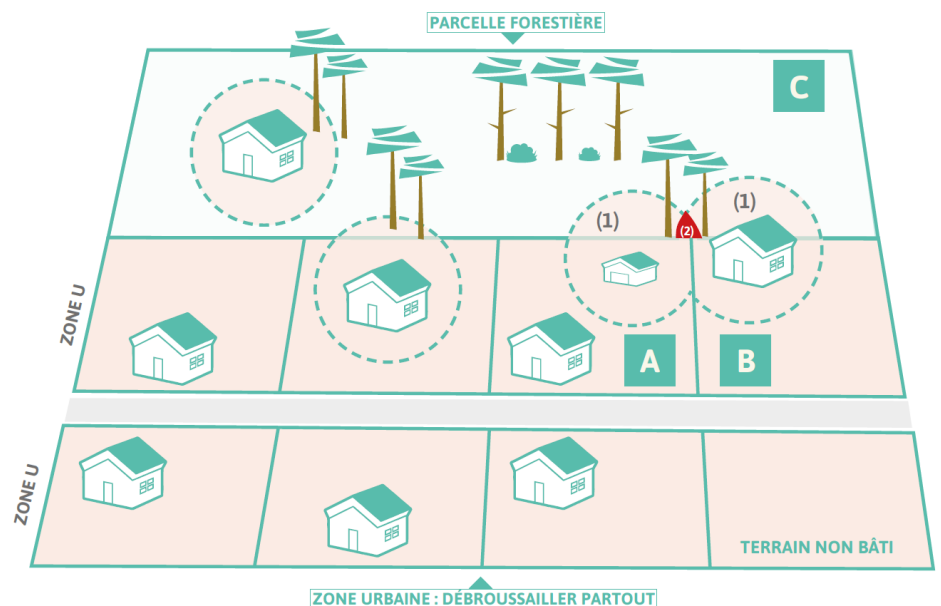 PARCELLE FORESTIÈRE
C
(1)
(1)
(2)
ZONE U
A
B
ZONE U
TERRAIN NON BÂTI
ZONE URBAINE : DÉBROUSSAILLER PARTOUT